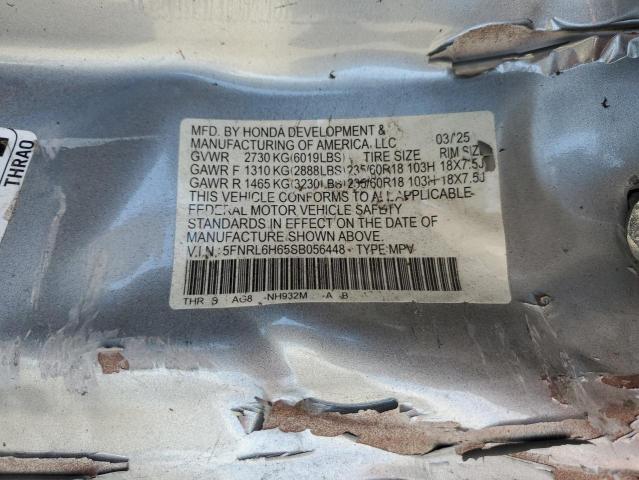 MFD. BY HONDA DEVELOPMENT &
MANUFACTURING OF AMERICA, LLC 03/25
GVWR 2730 KG(6019LBS) TIRE SIZE RIM SIZE
GAWR F 1310 KG(2888LBS)235/60R18 103H 18X7.5J
GAWR R 1465 KG(3230LBS)235/60R18 103H 18X7.5J
THIS VEHICLE CONFORMS TO ALL APPLICABLE
FEDERAL MOTOR VEHICLE SAFETY
STANDARDS IN EFFECT ON THE DATE OF
MANUFACTURE SHOWN ABOVE.
V.I.N.: 5FNRL6H65SB056448 TYPE:MPV
THR 9 AG8 -NH932M -A B
THRAO